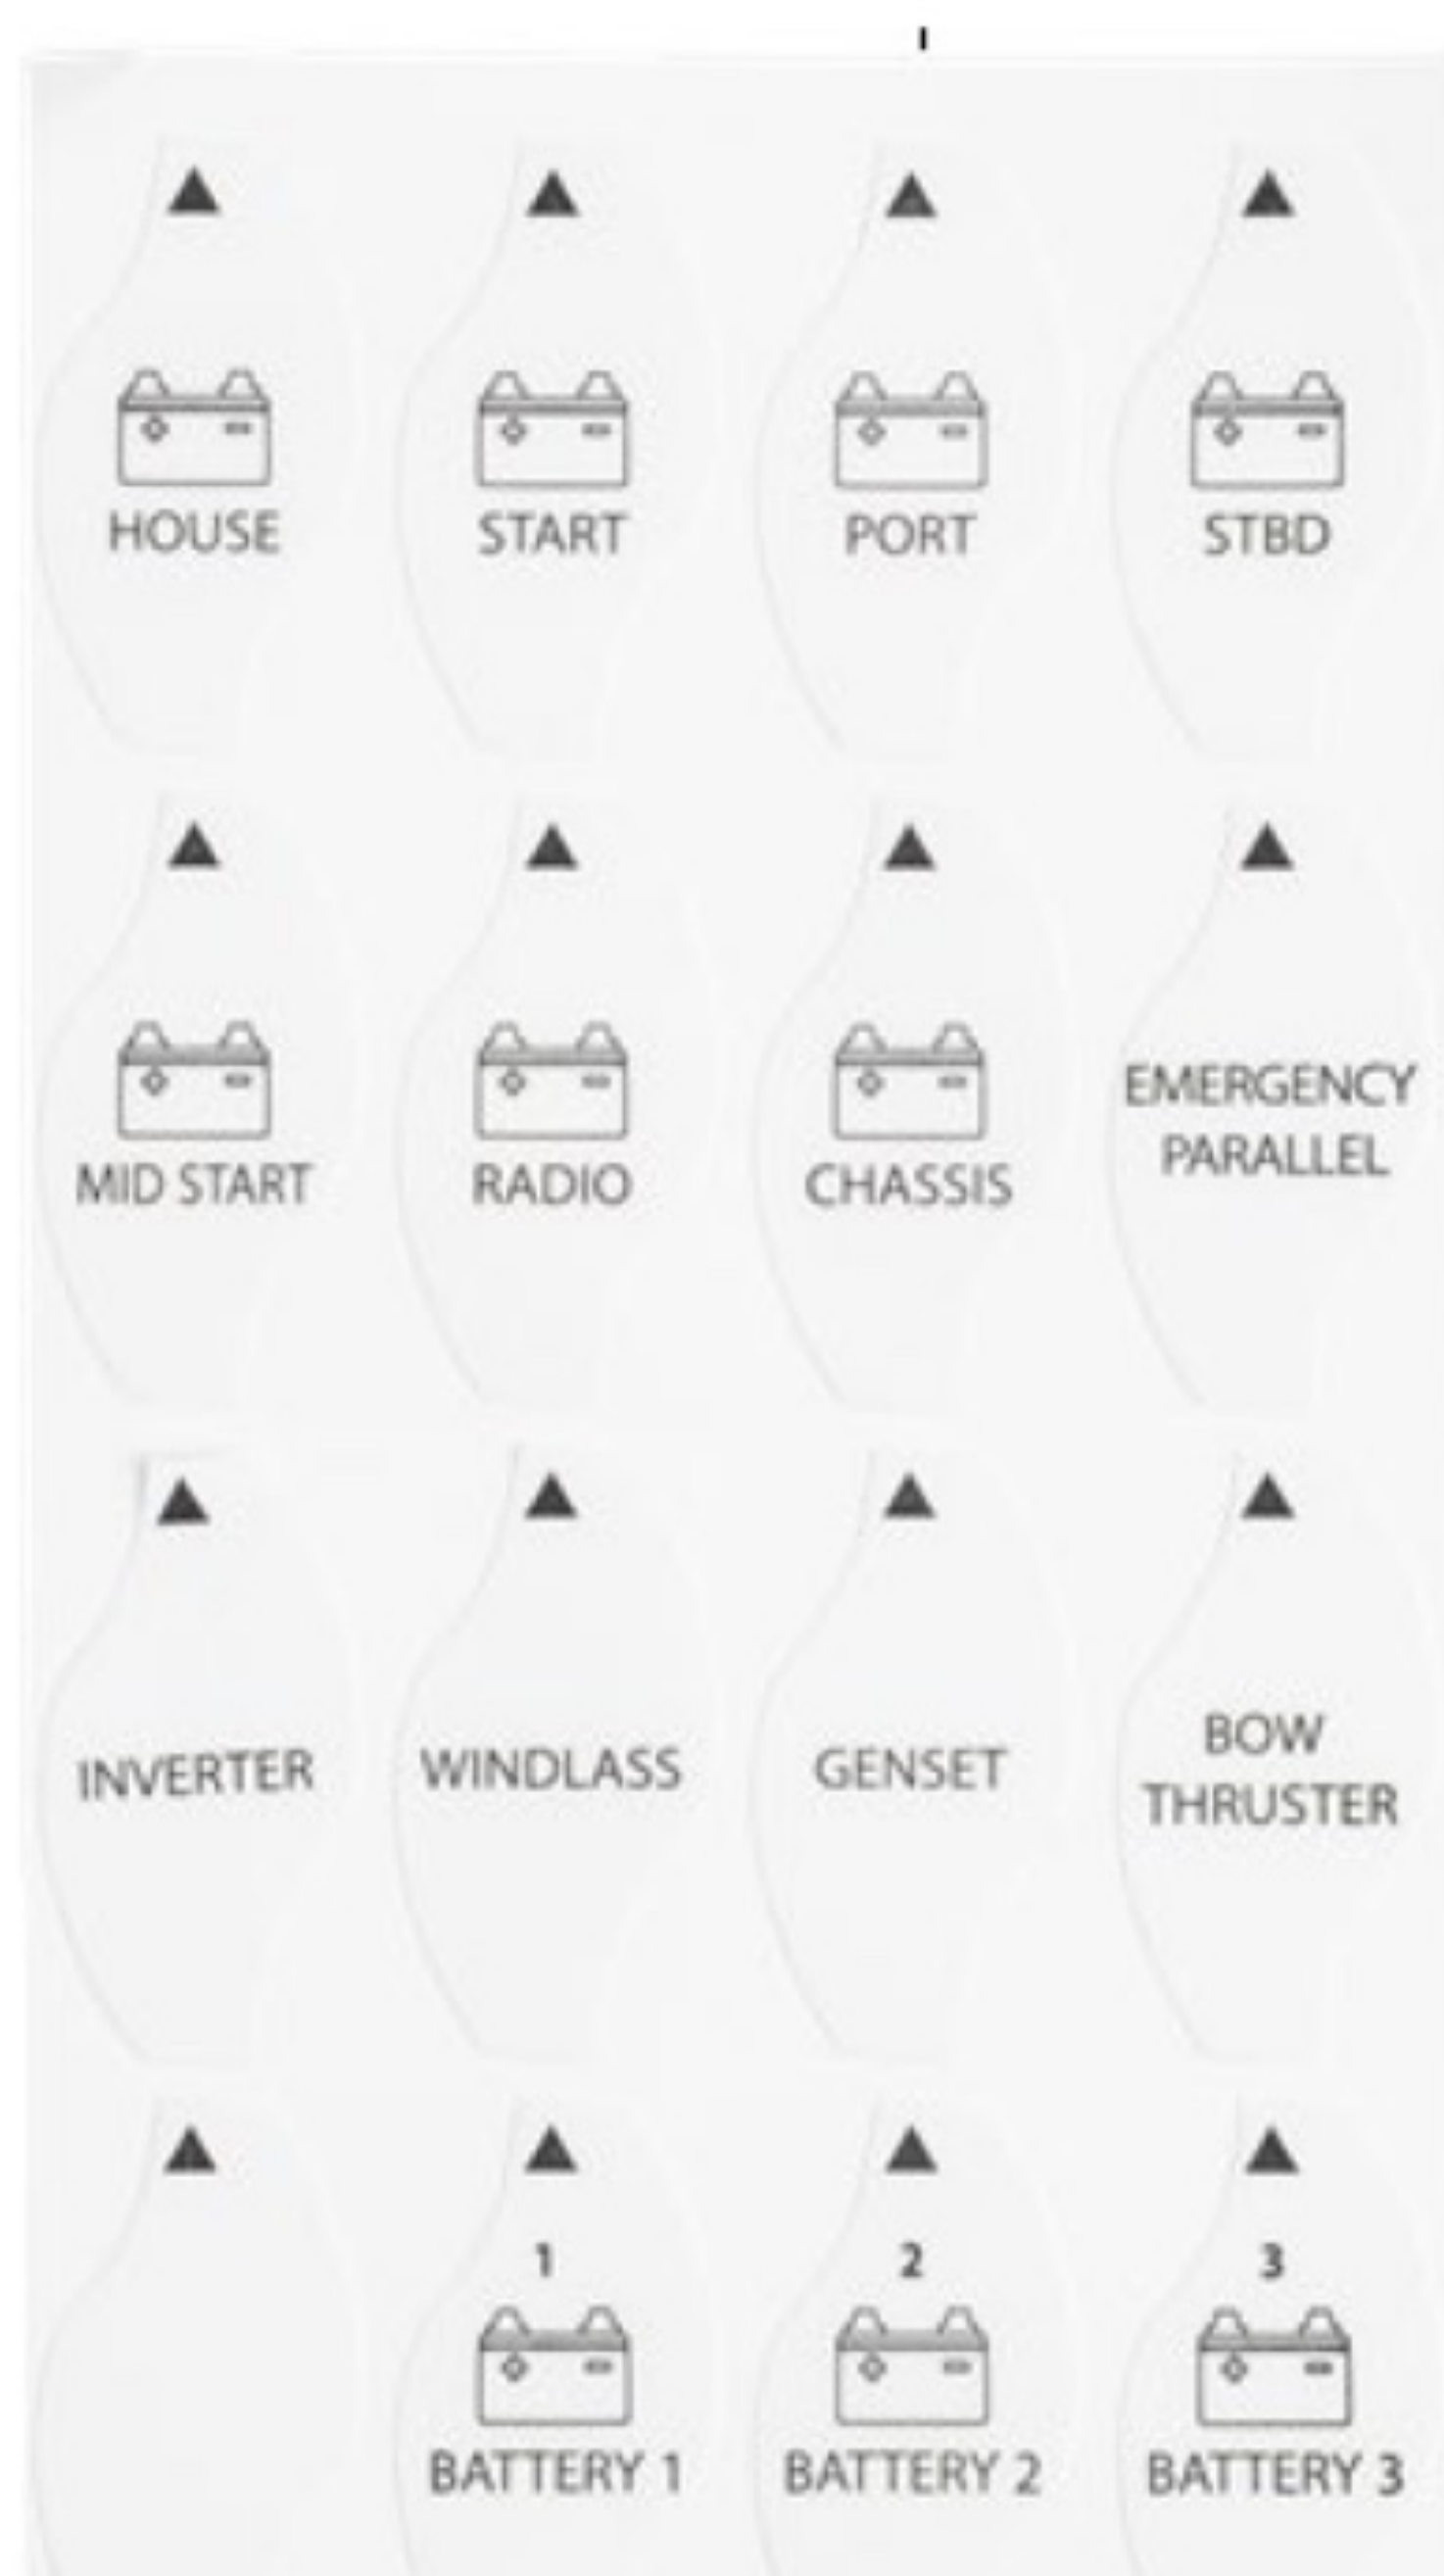 HOUSE START PORT STBD
MID START RADIO CHASSIS EMERGENCY
PARALLEL
INVERTER WINDLASS GENSET BOW
THRUSTER
1 2 3
BATTERY 1 BATTERY 2 BATTERY 3